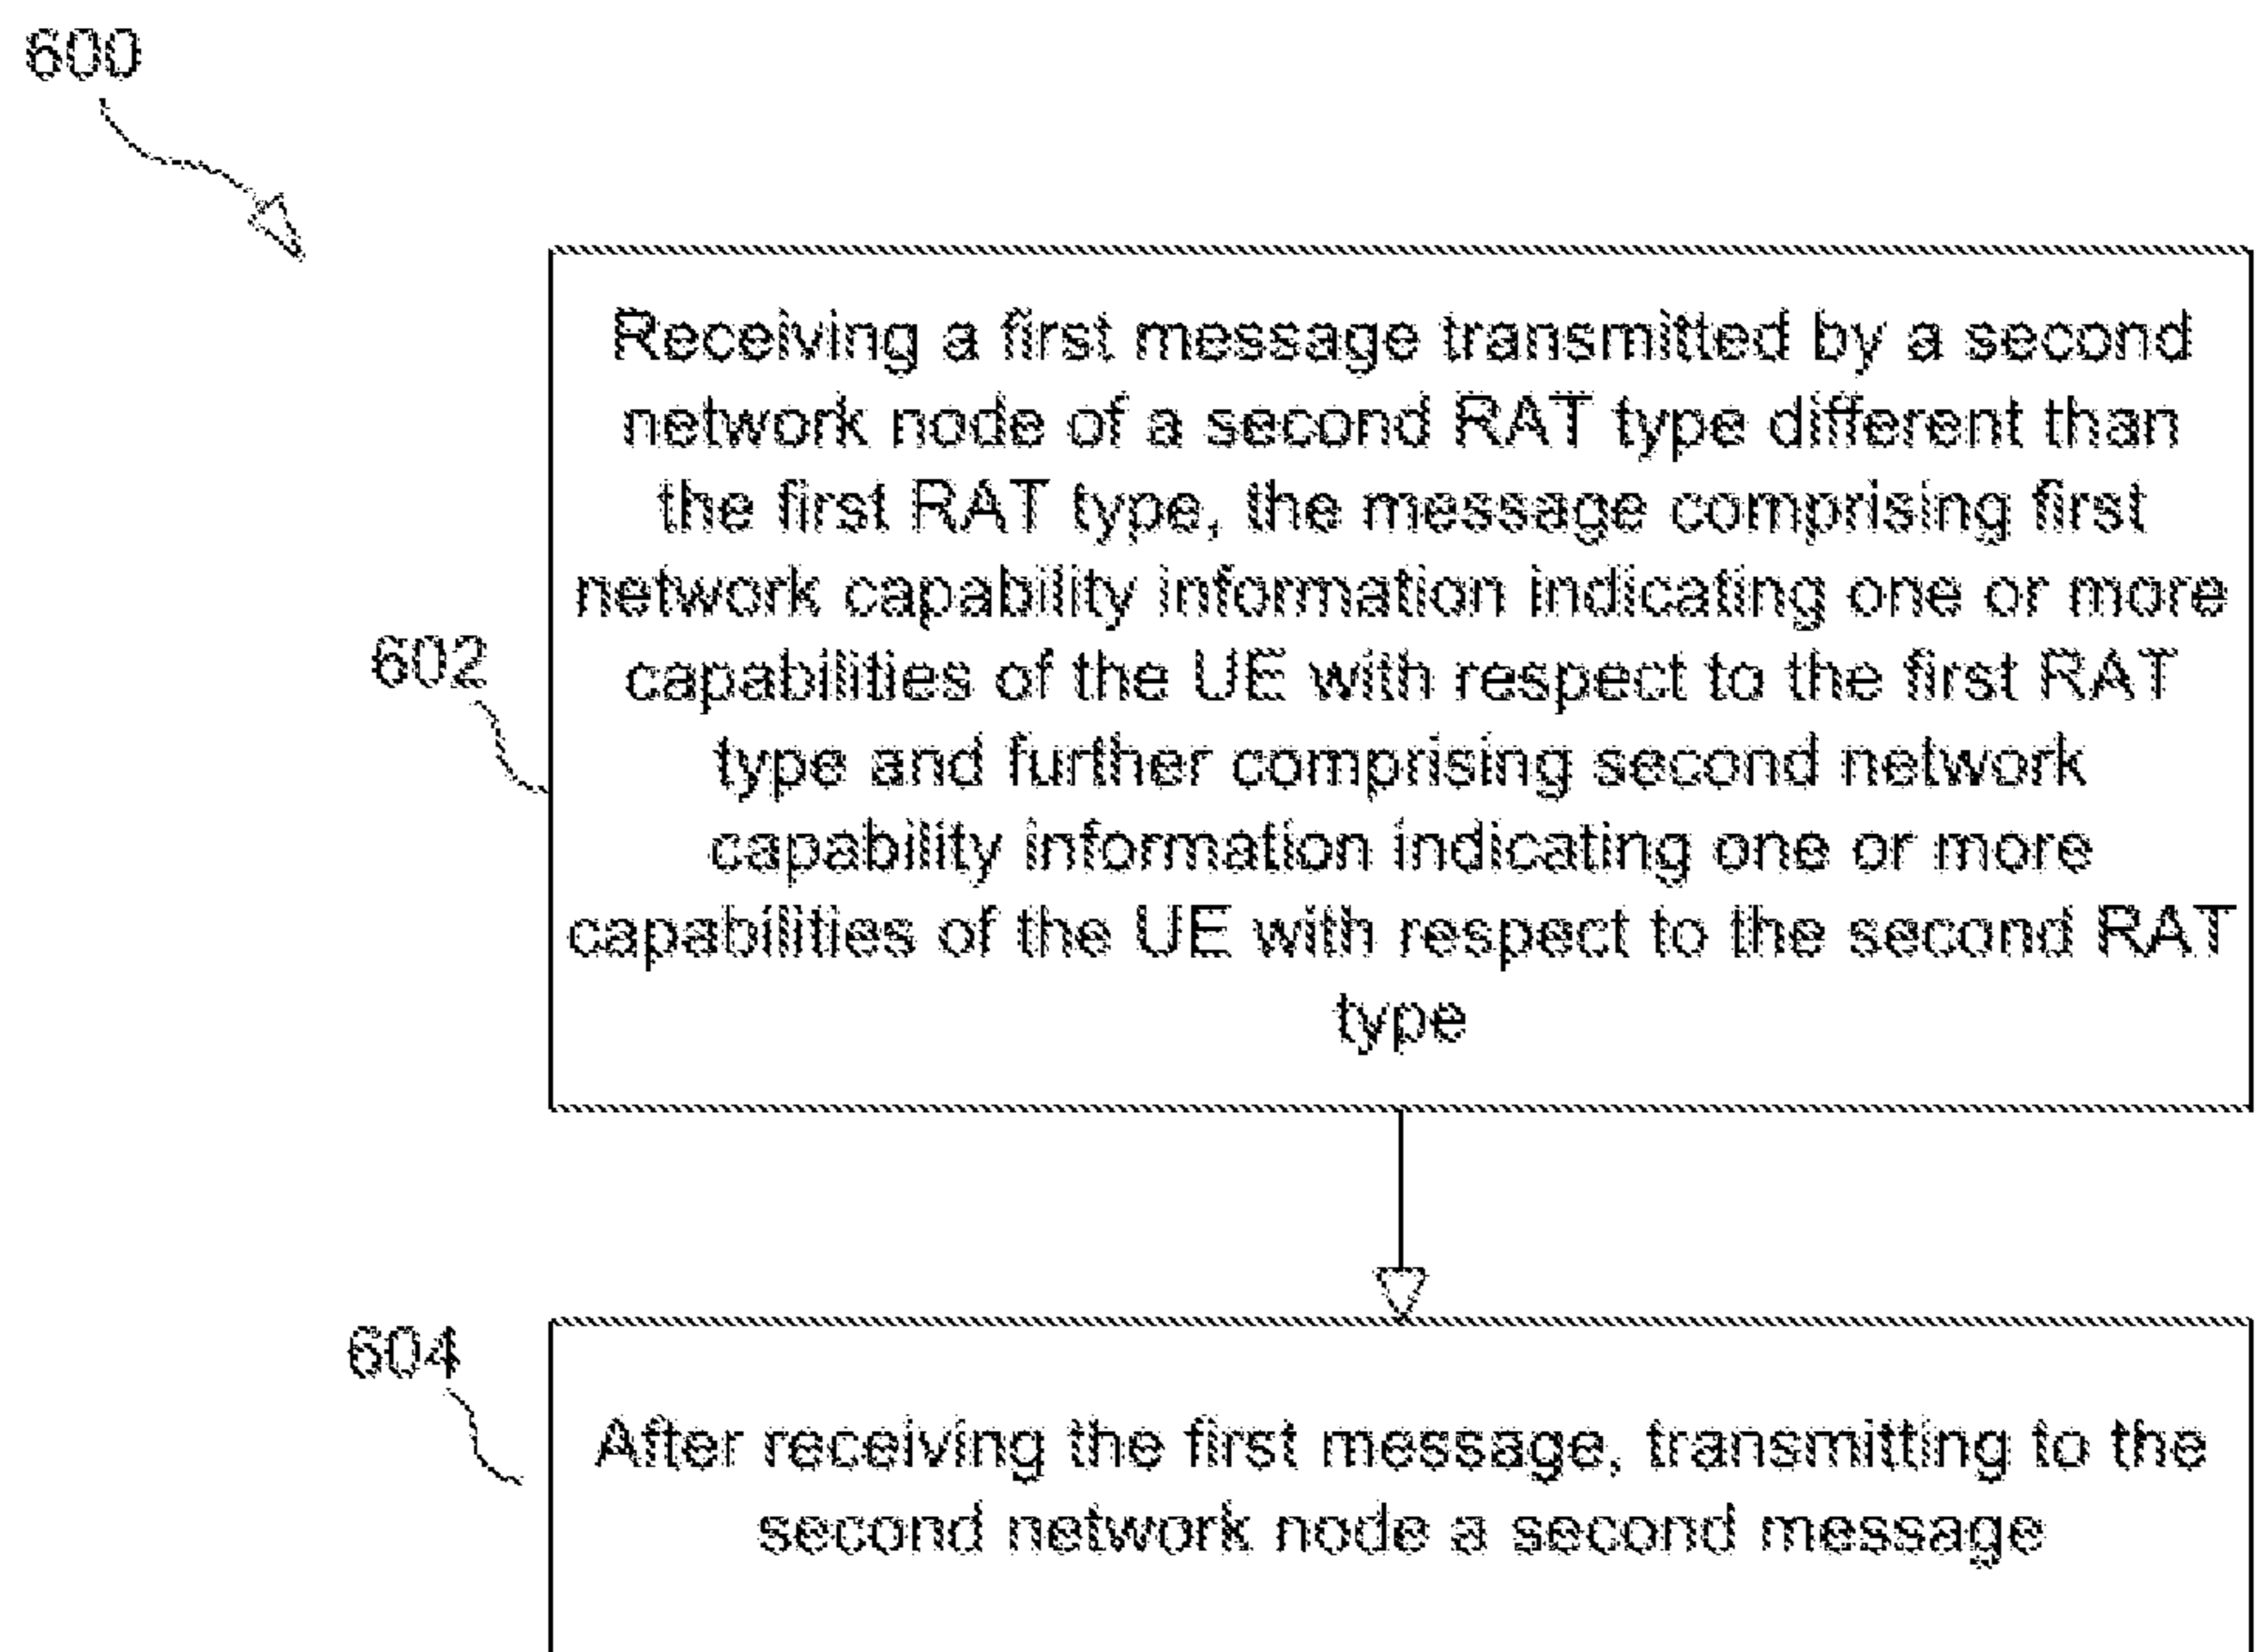 600
Receiving a first message transmitted by a second
network node of a second RAT type different than
the first RAT type, the message comprising first
network capability information indicating one or more
602
capabilities of the UE with respect to the first RAT
type and further comprising second network
capability information indicating one or more
capabilities of the UE with respect to the second RAT
type
604
After receiving the first message, transmitting to the
second network node a second message